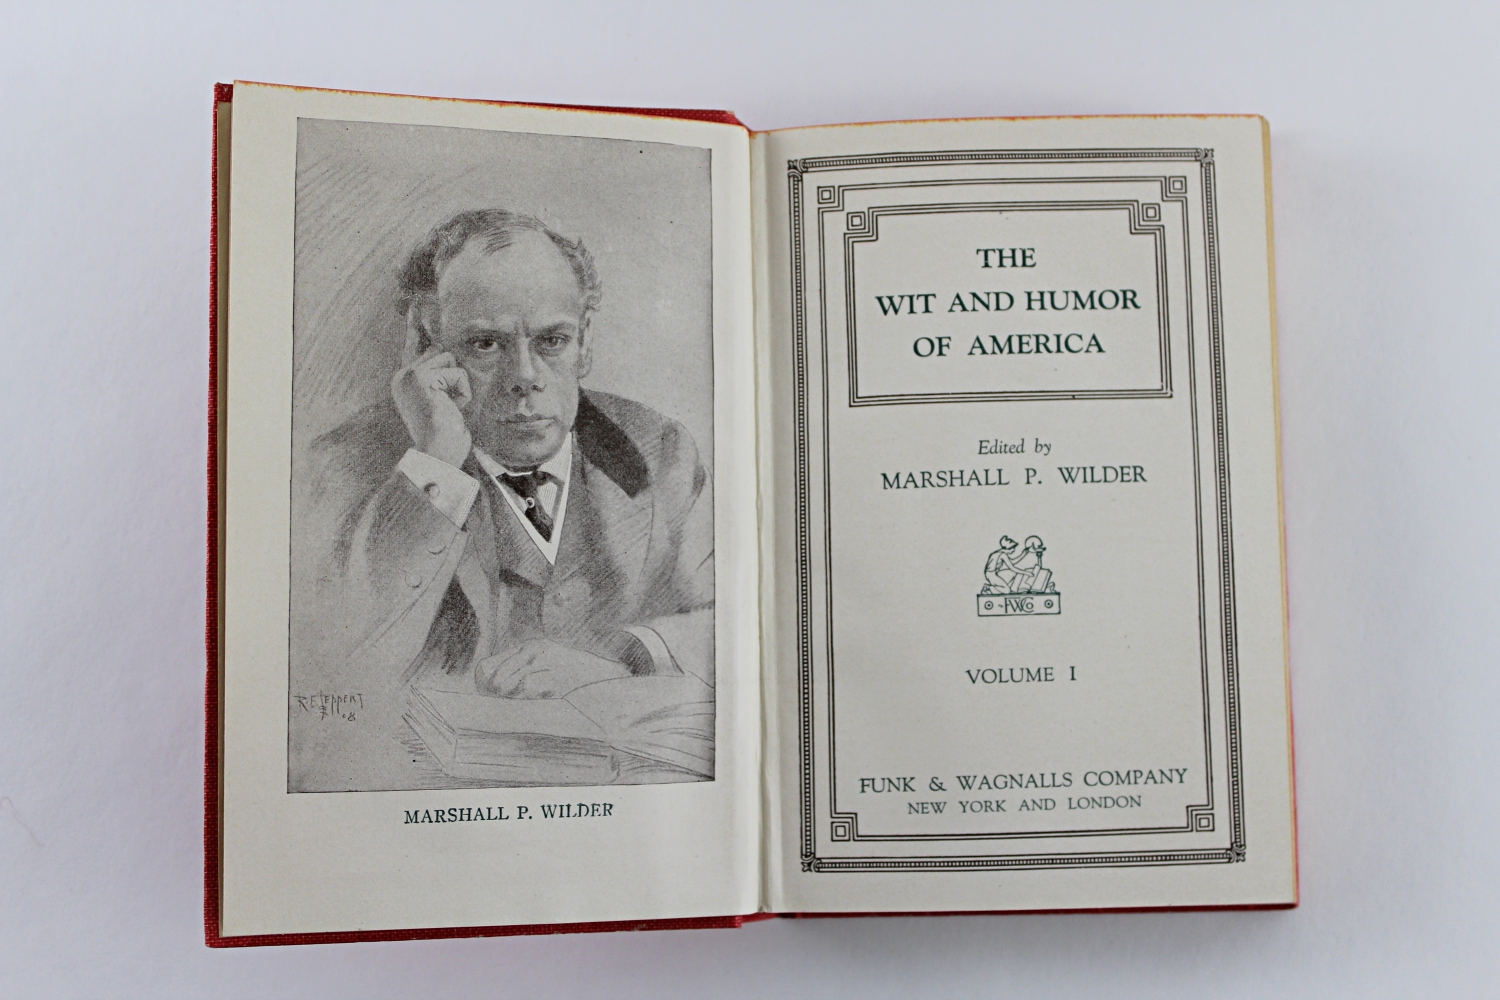 MARSHALL P. WILDER
THE
WIT AND HUMOR
OF AMERICA
Edited by
MARSHALL P. WILDER
VOLUME I
FUNK & WAGNALLS COMPANY
NEW YORK AND LONDON